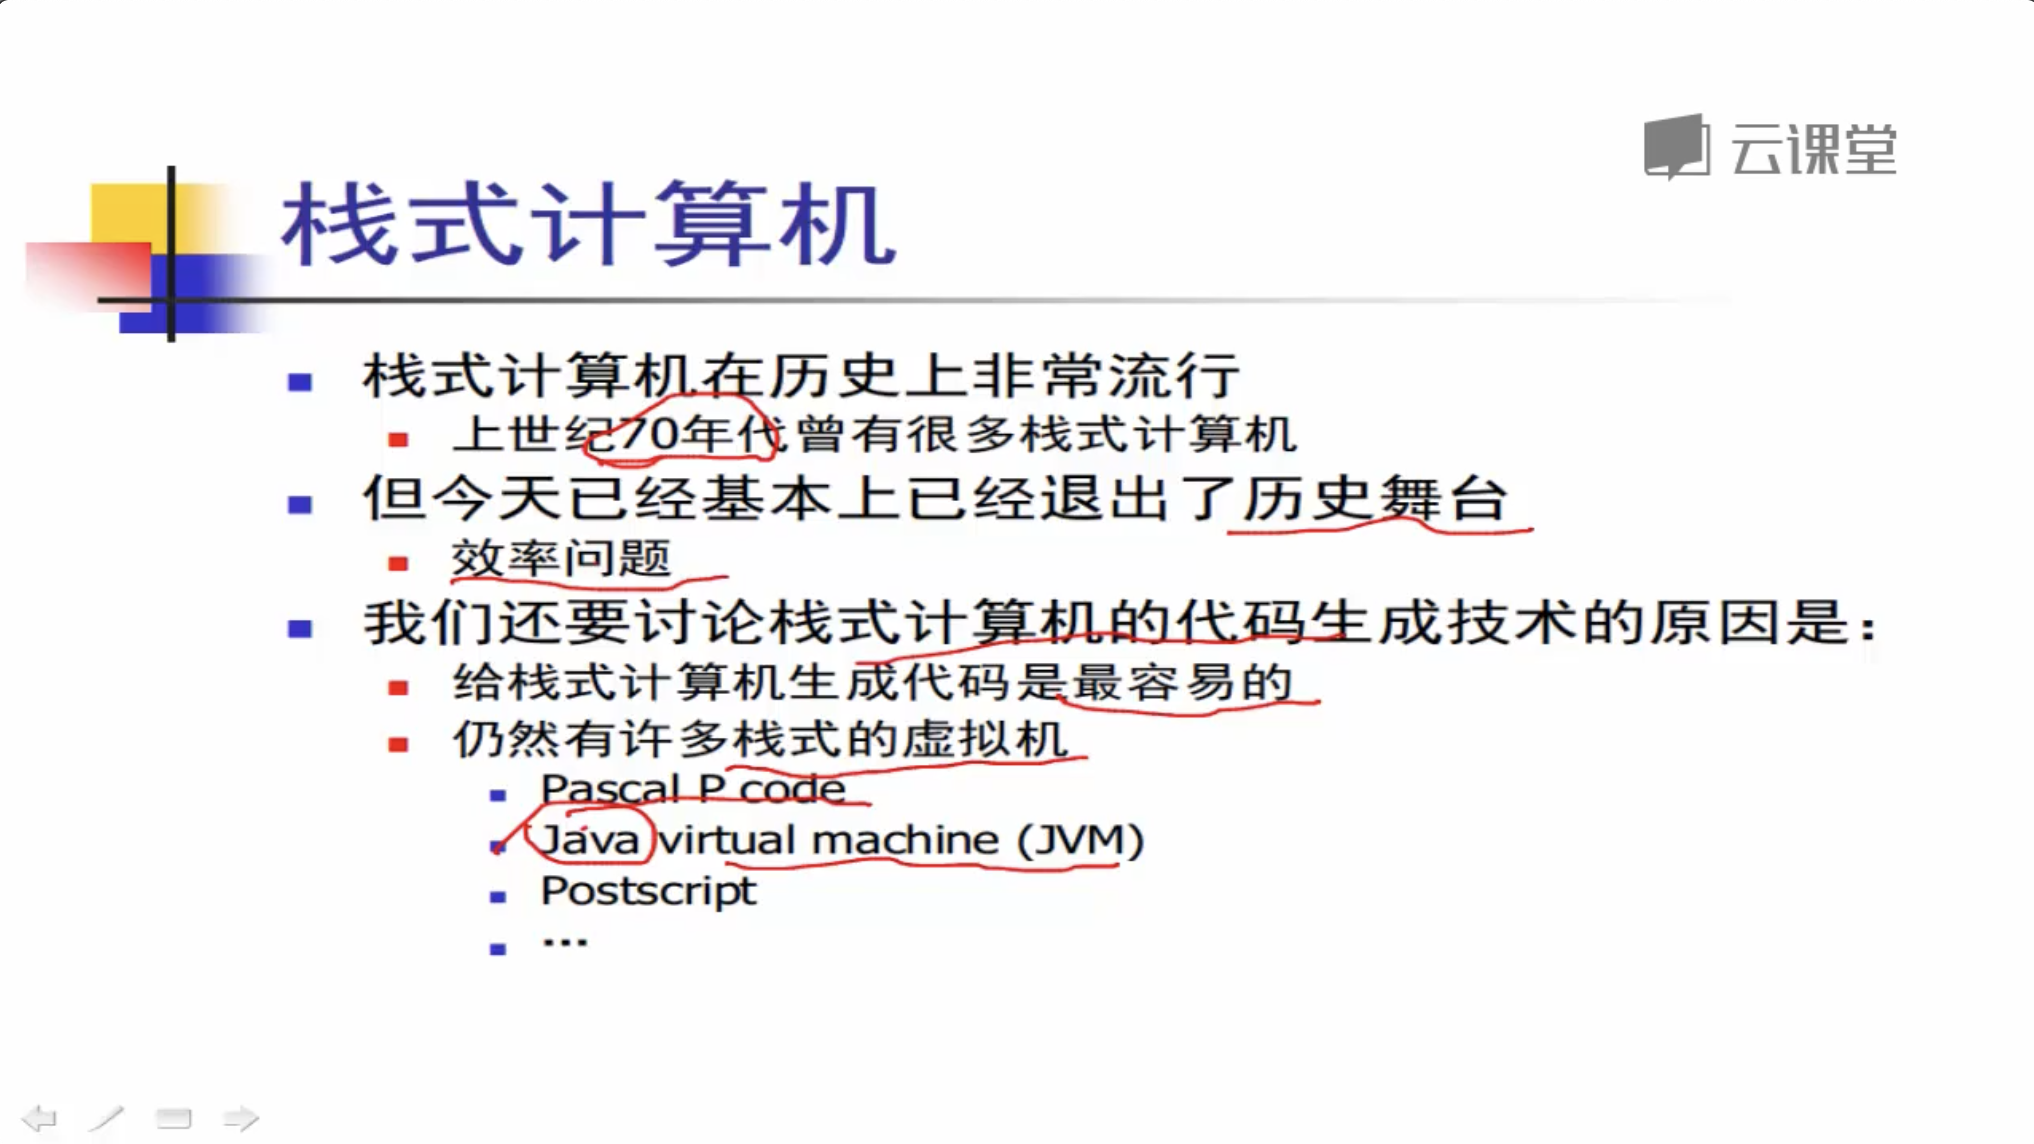 云课堂
栈式计算机
栈式计算机在历史上非常流行
上世纪70年代曾有很多栈式计算机
但今天已经基本上已经退出了历史舞台
效率问题
我们还要讨论栈式计算机的代码生成技术的原因是：
给栈式计算机生成代码是最容易的
仍然有许多栈式的虚拟机
Pascal P code
Java virtual machine (JVM)
Postscript
…